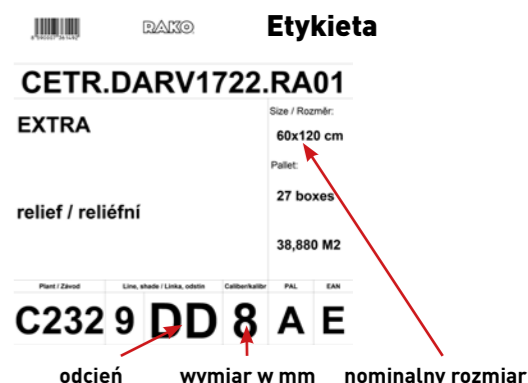 RAKO
Etykieta
CETR.DARV1722.RA01
EXTRA
Size / Rozměr:
60x120 cm
Pallet:
27 boxes
relief / reliéfní
38,880 M2
Plant / Závod
Line, shade / Linka, odstín
Caliber/kalibr
PAL
EAN
C232 9 DD 8 A E
odcień
wymiar w mm
nominalny rozmiar